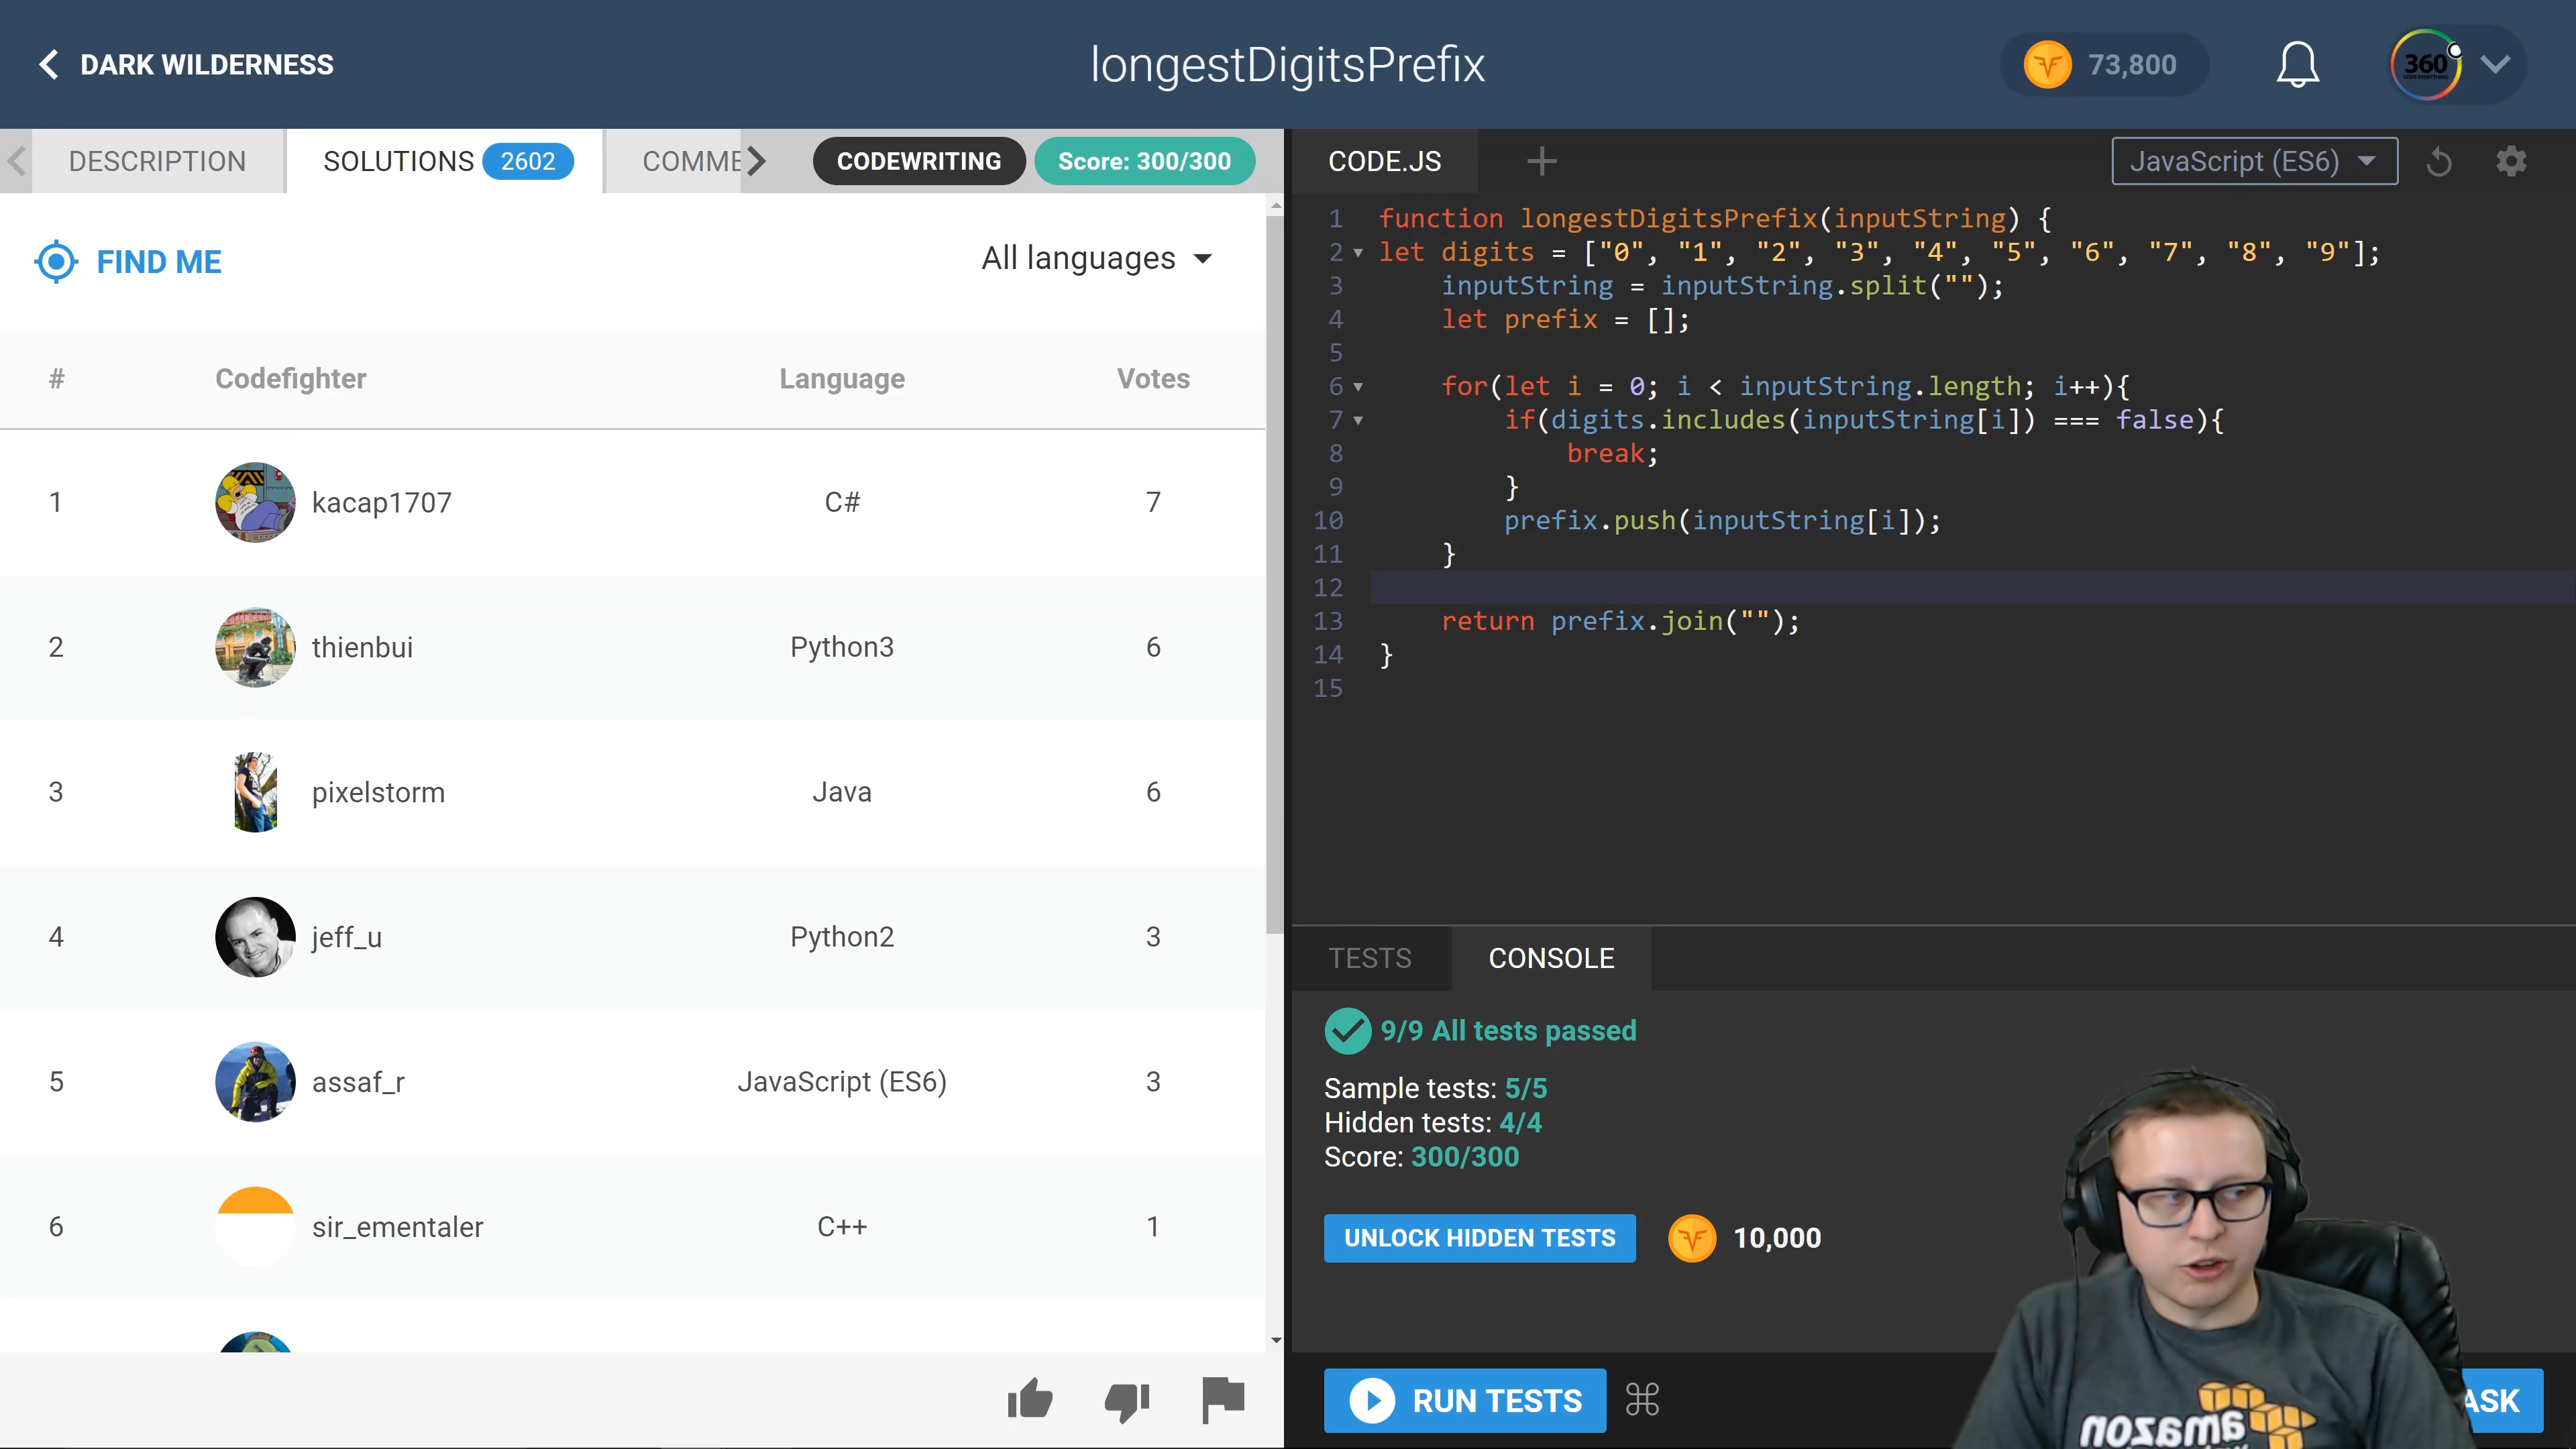 DARK WILDERNESS
longestDigitsPrefix
73,800
360
DESCRIPTION
SOLUTIONS 2602
COMME
CODEWRITING
Score: 300/300
FIND ME
All languages
# Codefighter Language Votes
1 kacap1707 C# 7
2 thienbui Python3 6
3 pixelstorm Java 6
4 jeff_u Python2 3
5 assaf_r JavaScript (ES6) 3
6 sir_ementaler C++ 1
CODE.JS
JavaScript (ES6)
1 function longestDigitsPrefix(inputString) {
2 let digits = ["0", "1", "2", "3", "4", "5", "6", "7", "8", "9"];
3 inputString = inputString.split("");
4 let prefix = [];
5
6 for(let i = 0; i < inputString.length; i++){
7 if(digits.includes(inputString[i]) === false){
8 break;
9 }
10 prefix.push(inputString[i]);
11 }
12
13 return prefix.join("");
14 }
15
TESTS
CONSOLE
9/9 All tests passed
Sample tests: 5/5
Hidden tests: 4/4
Score: 300/300
UNLOCK HIDDEN TESTS
10,000
RUN TESTS
ASK
amazon